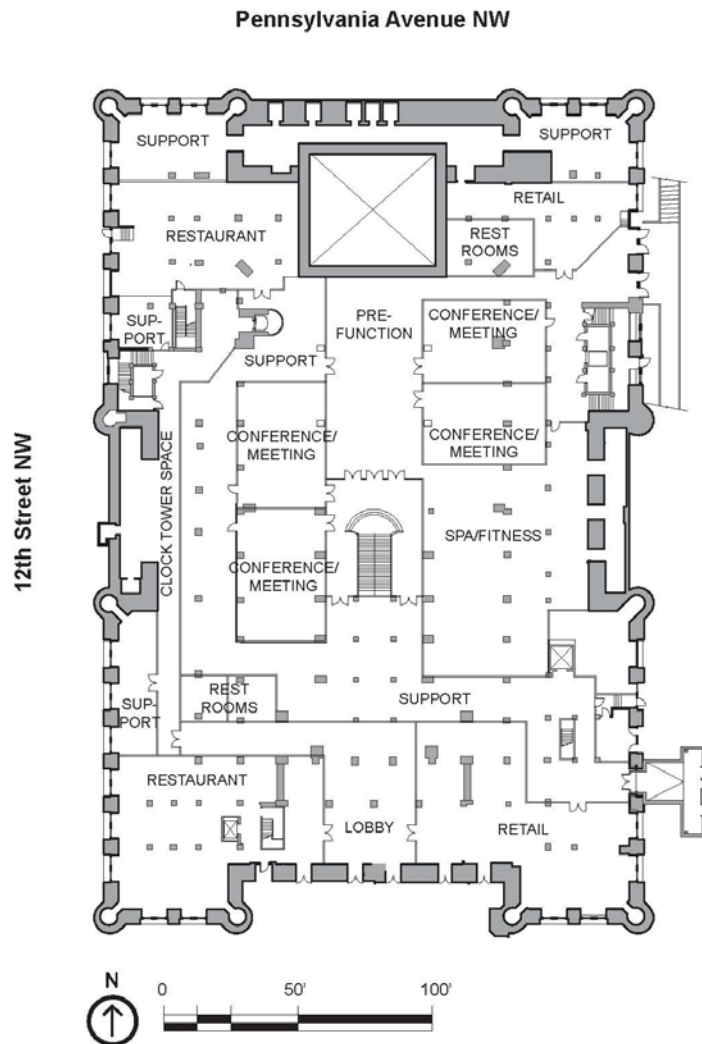 Pennsylvania Avenue NW
SUPPORT
SUPPORT
RETAIL
RESTAURANT
REST
ROOMS
SUP-
PORT
PRE-
FUNCTION
CONFERENCE/
MEETING
SUPPORT
CONFERENCE/
MEETING
CONFERENCE/
MEETING
12th Street NW
CLOCK TOWER SPACE
SPA/FITNESS
CONFERENCE/
MEETING
SUP-
PORT
REST
ROOMS
SUPPORT
RESTAURANT
LOBBY
RETAIL
N
0 50' 100'